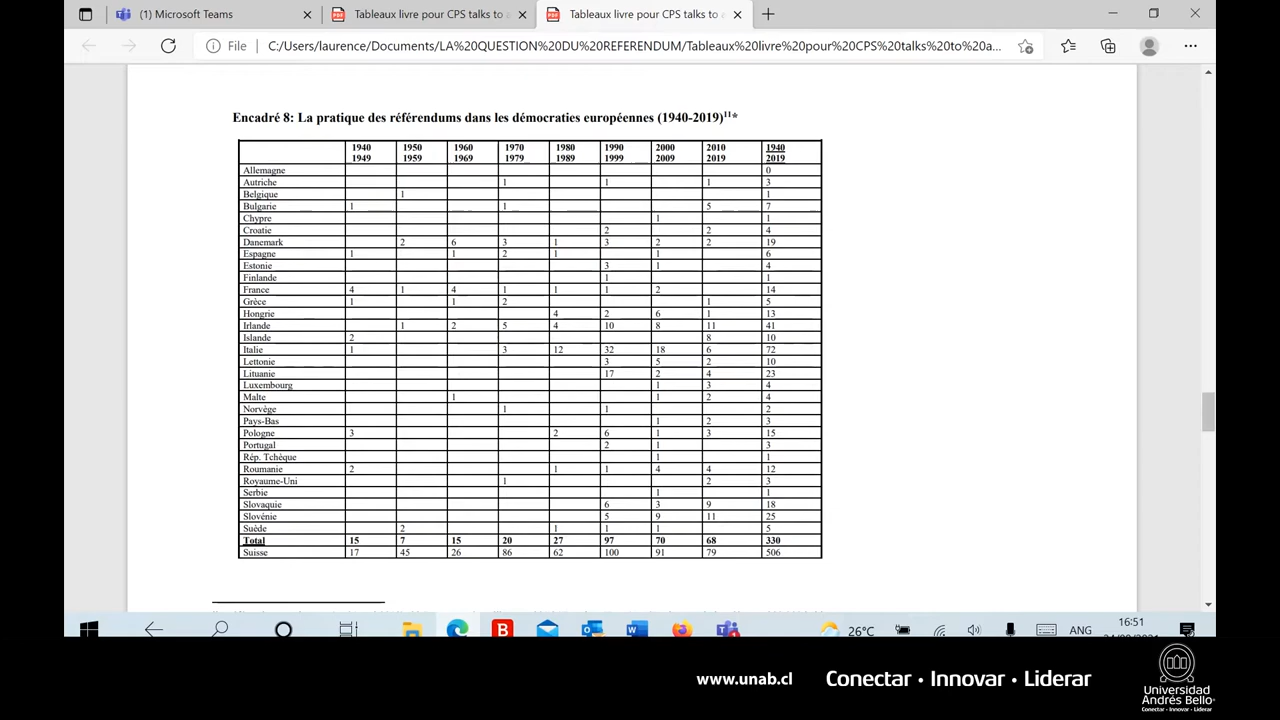 (1) Microsoft Teams
Tableaux livre pour CPS talks to a
Tableaux livre pour CPS talks to
File
C:/Users/laurence/Documents/LA%20QUESTION%20DU%20REFERENDUM/Tableaux%20livre%20pour%20CPS%20talks%20to%20a...
Encadré 8: La pratique des référendums dans les démocraties européennes (1940-2019)¹¹*
1940 1950 1960 1970 1980 1990 2000 2010 1940
1949 1959 1969 1979 1989 1999 2009 2019 2019
Allemagne 0
Autriche 1 1 1 3
Belgique 1 1
Bulgarie 1 1 5 7
Chypre 1 1
Croatie 2 2 4
Danemark 2 6 3 1 3 2 2 19
Espagne 1 1 2 1 1 6
Estonie 3 1 4
Finlande 1 1
France 4 1 4 1 1 1 2 14
Grèce 1 1 2 1 5
Hongrie 4 2 6 1 13
Irlande 1 2 5 4 10 8 11 41
Islande 2 8 10
Italie 1 3 12 32 18 6 72
Lettonie 3 5 2 10
Lituanie 17 2 4 23
Luxembourg 1 3 4
Malte 1 1 2 4
Norvège 1 1 2
Pays-Bas 1 2 3
Pologne 3 2 6 1 3 15
Portugal 2 1 3
Rép. Tchèque 1 1
Roumanie 2 1 1 4 4 12
Royaume-Uni 1 2 3
Serbie 1 1
Slovaquie 6 3 9 18
Slovénie 5 9 11 25
Suède 2 1 1 1 5
Total 15 7 15 20 27 97 70 68 330
Suisse 17 45 26 86 62 100 91 79 506
26°C
ANG
16:51
www.unab.cl
Conectar · Innovar · Liderar
Universidad
Andrés Bello
Conectar · Innovar · Liderar